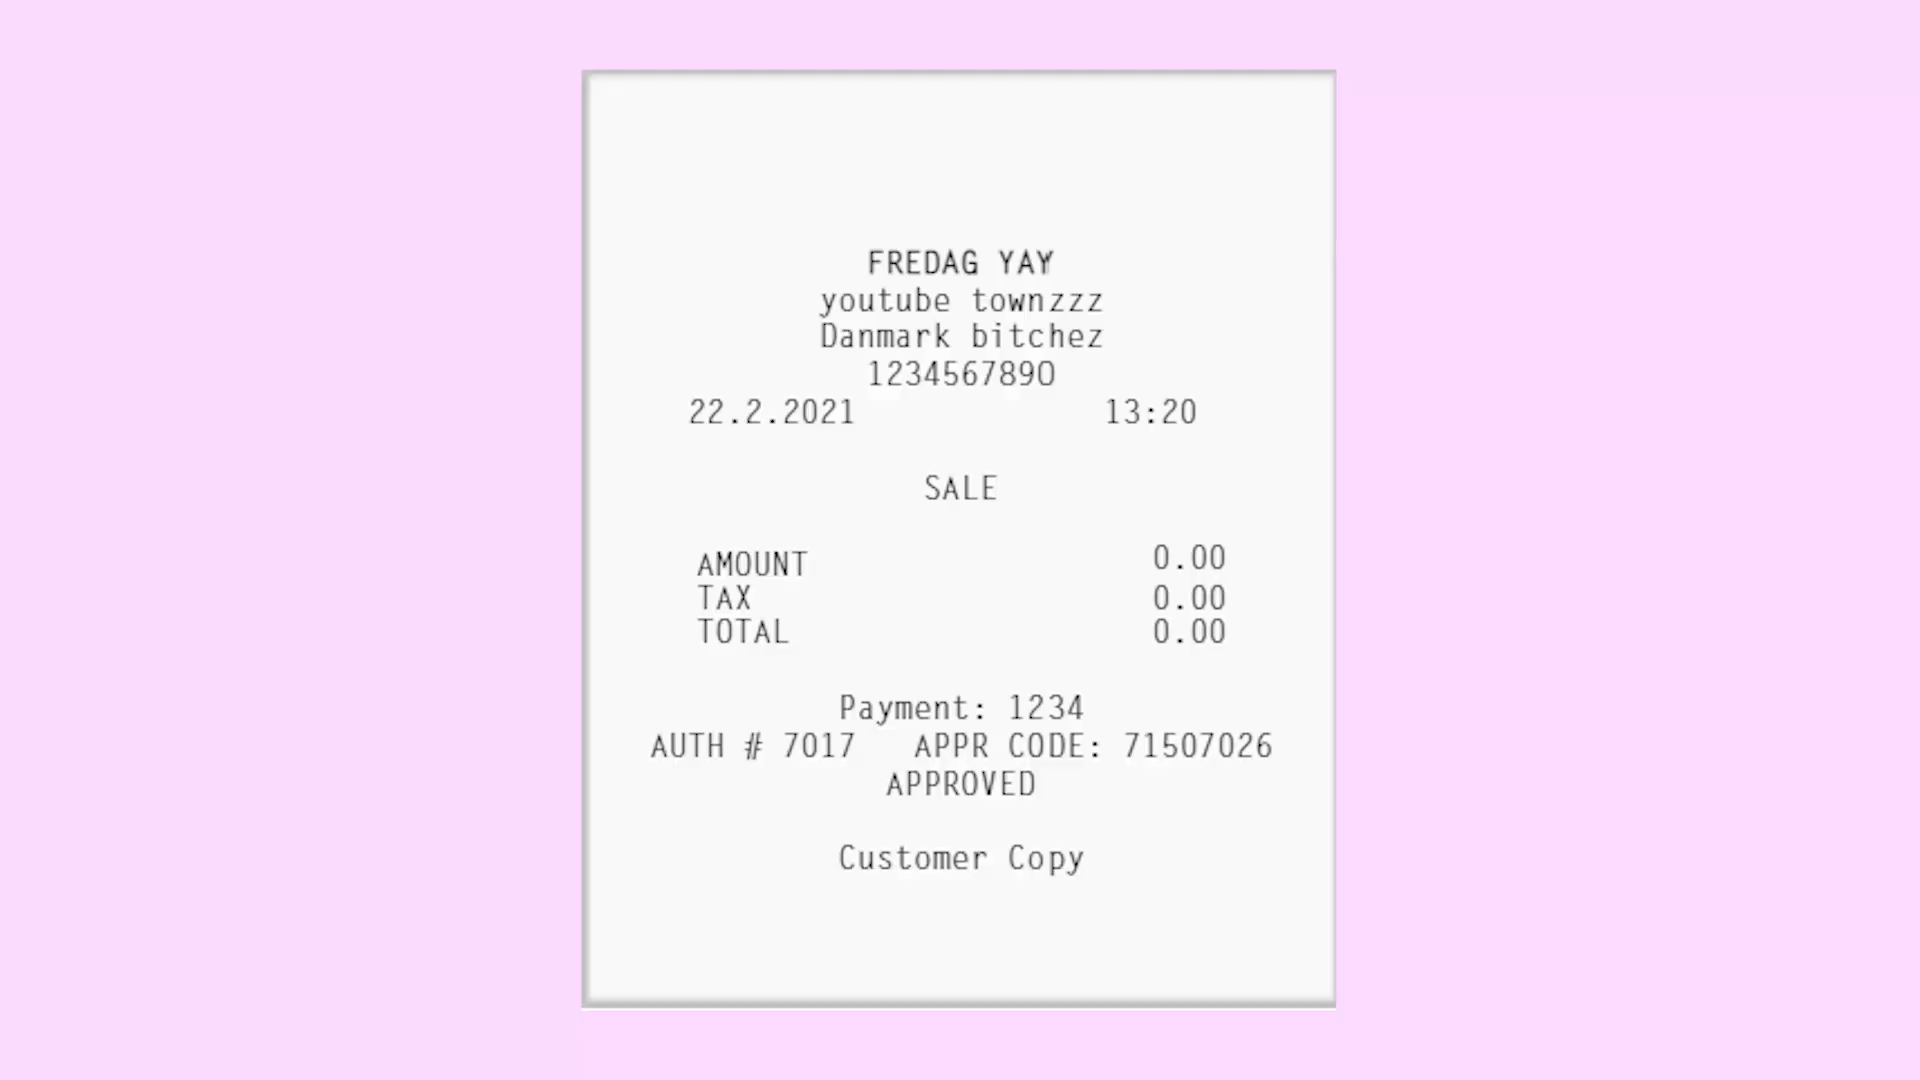 FREDAG YAY
youtube townzzz
Danmark bitchez
1234567890
22.2.2021 13:20
SALE
AMOUNT 0.00
TAX 0.00
TOTAL 0.00
Payment: 1234
AUTH # 7017 APPR CODE: 71507026
APPROVED
Customer Copy